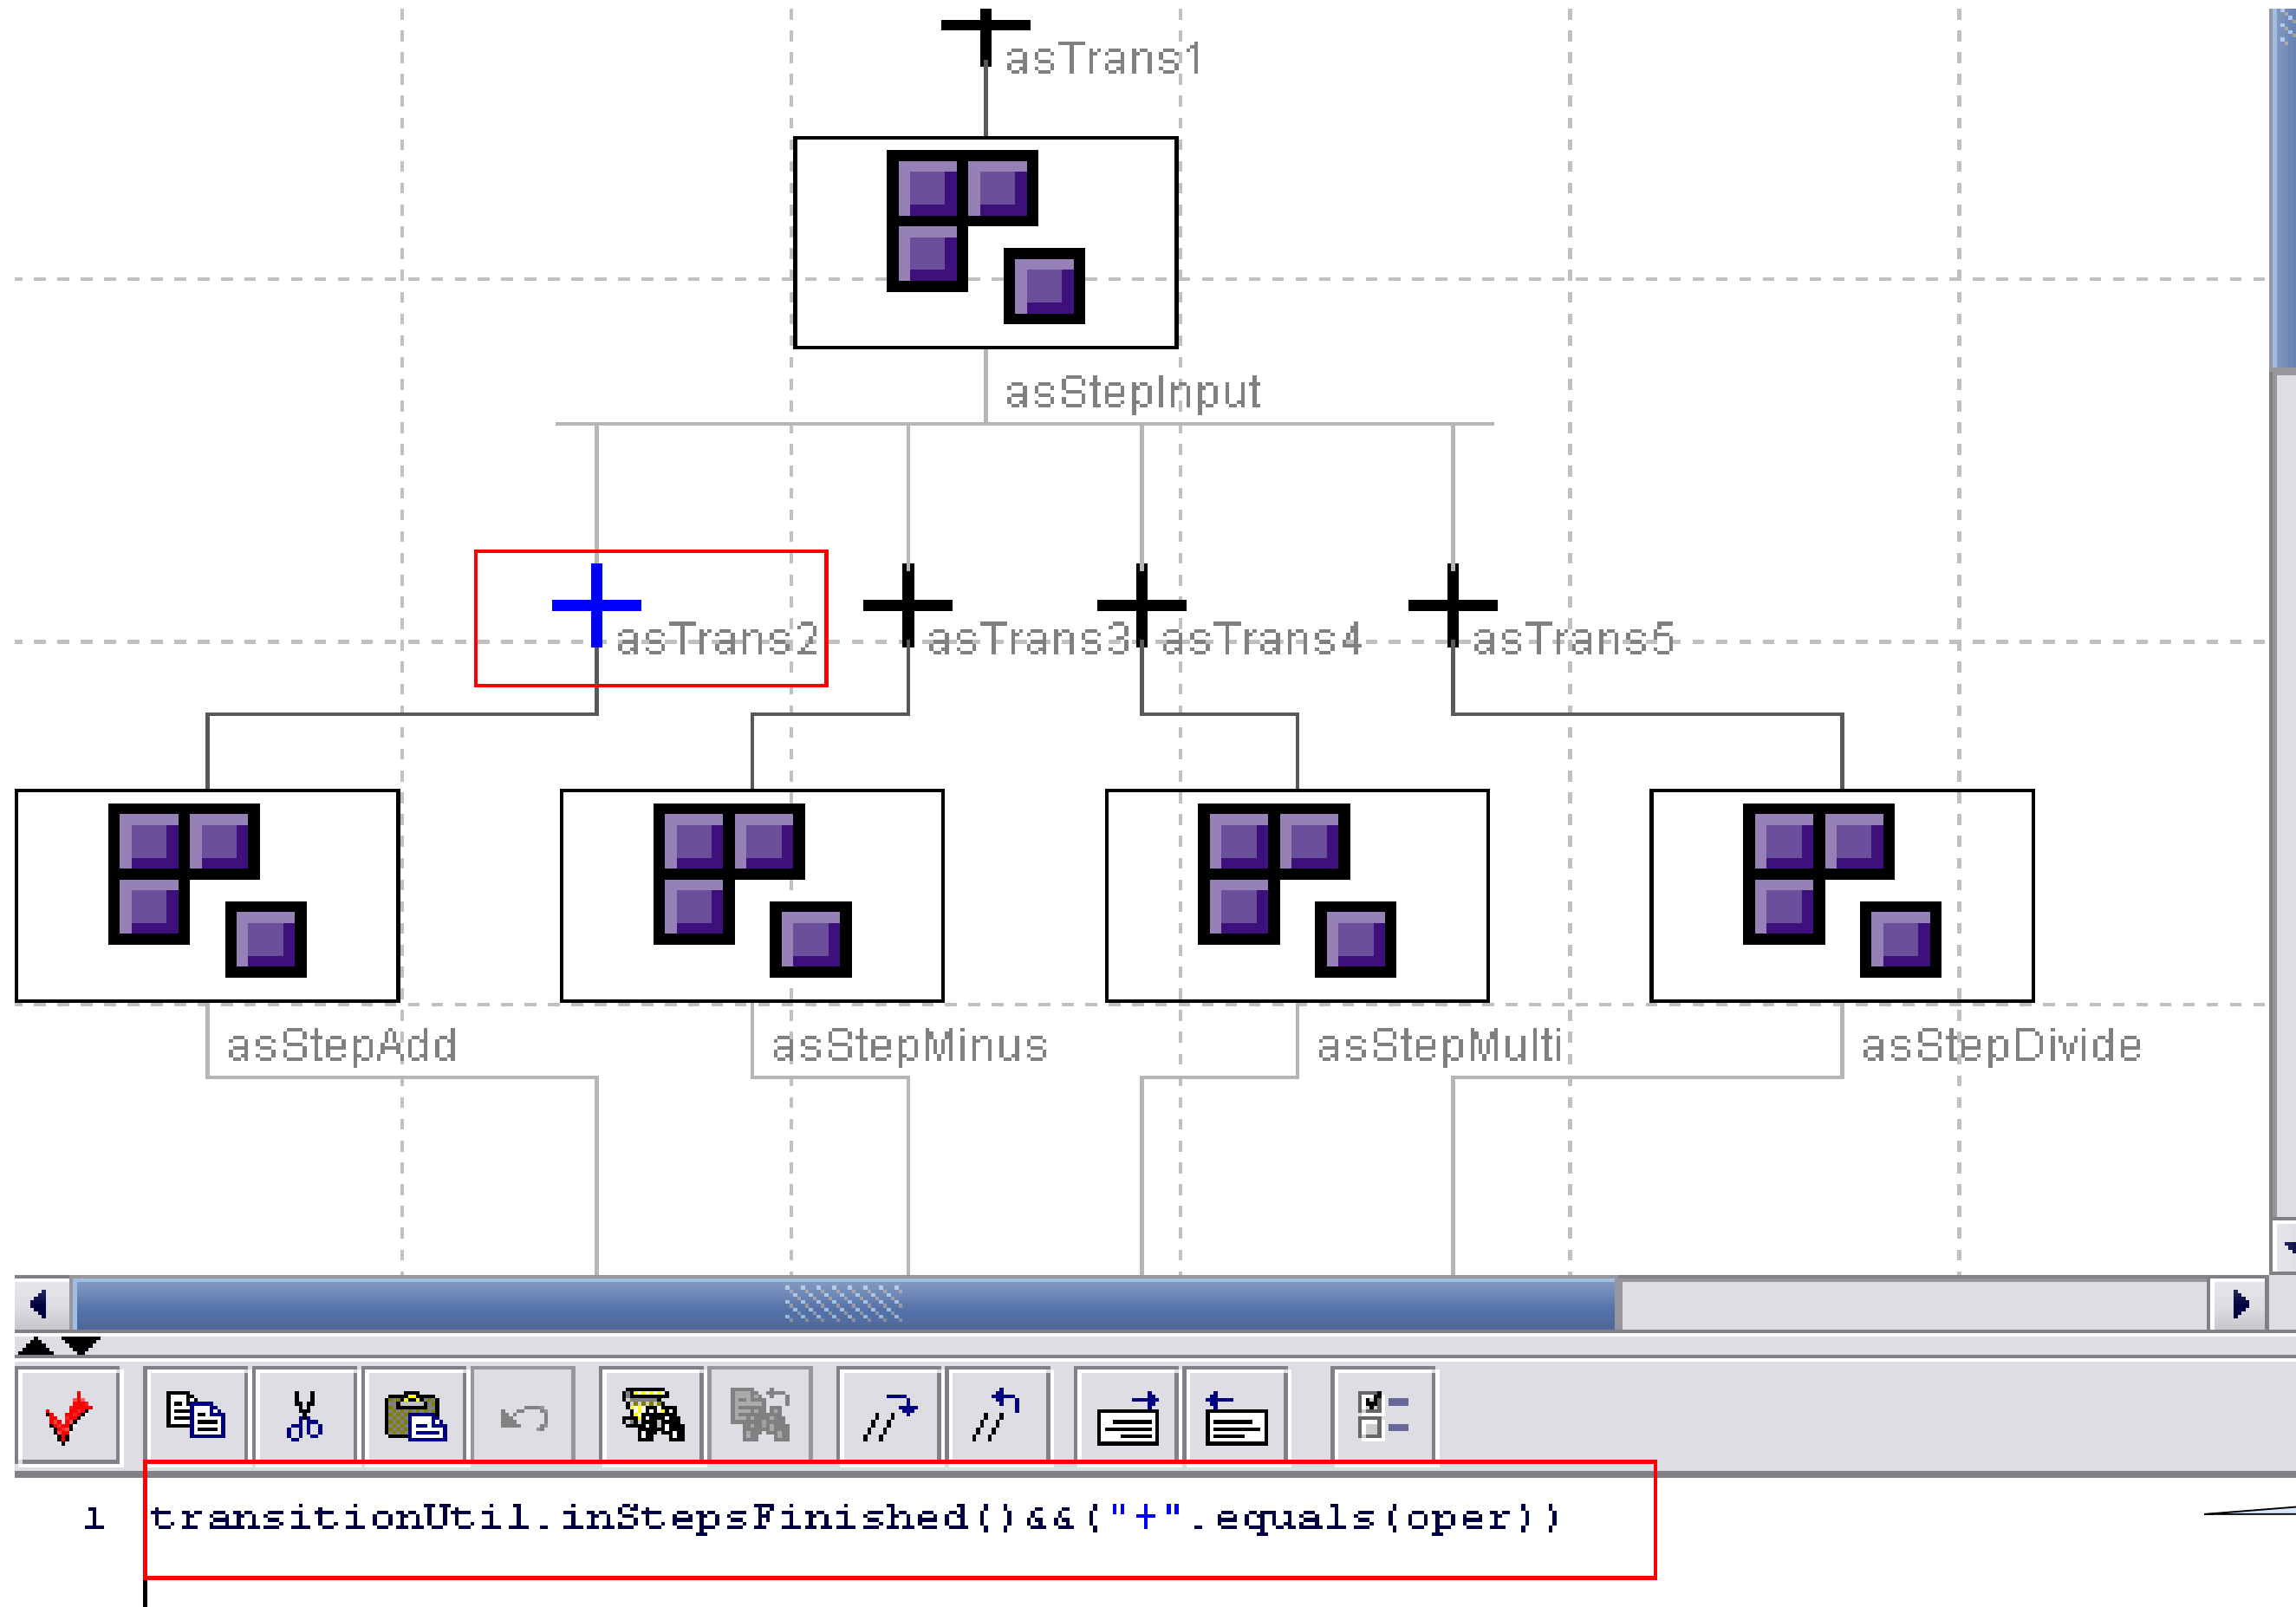 asTrans1
asStepInput
asTrans2
asTrans3
asTrans4
asTrans5
asStepAdd
asStepMinus
asStepMulti
asStepDivide
1 transitionUtil.inStepsFinished()&&("+".equals(oper))